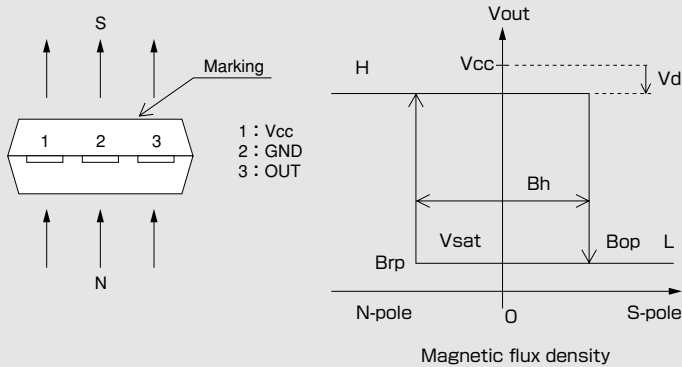 S
Marking
1 2 3
1 : Vcc
2 : GND
3 : OUT
N
Vout
Vcc
H
Vd
Bh
Vsat
Bop
L
Brp
N-pole
O
S-pole
Magnetic flux density